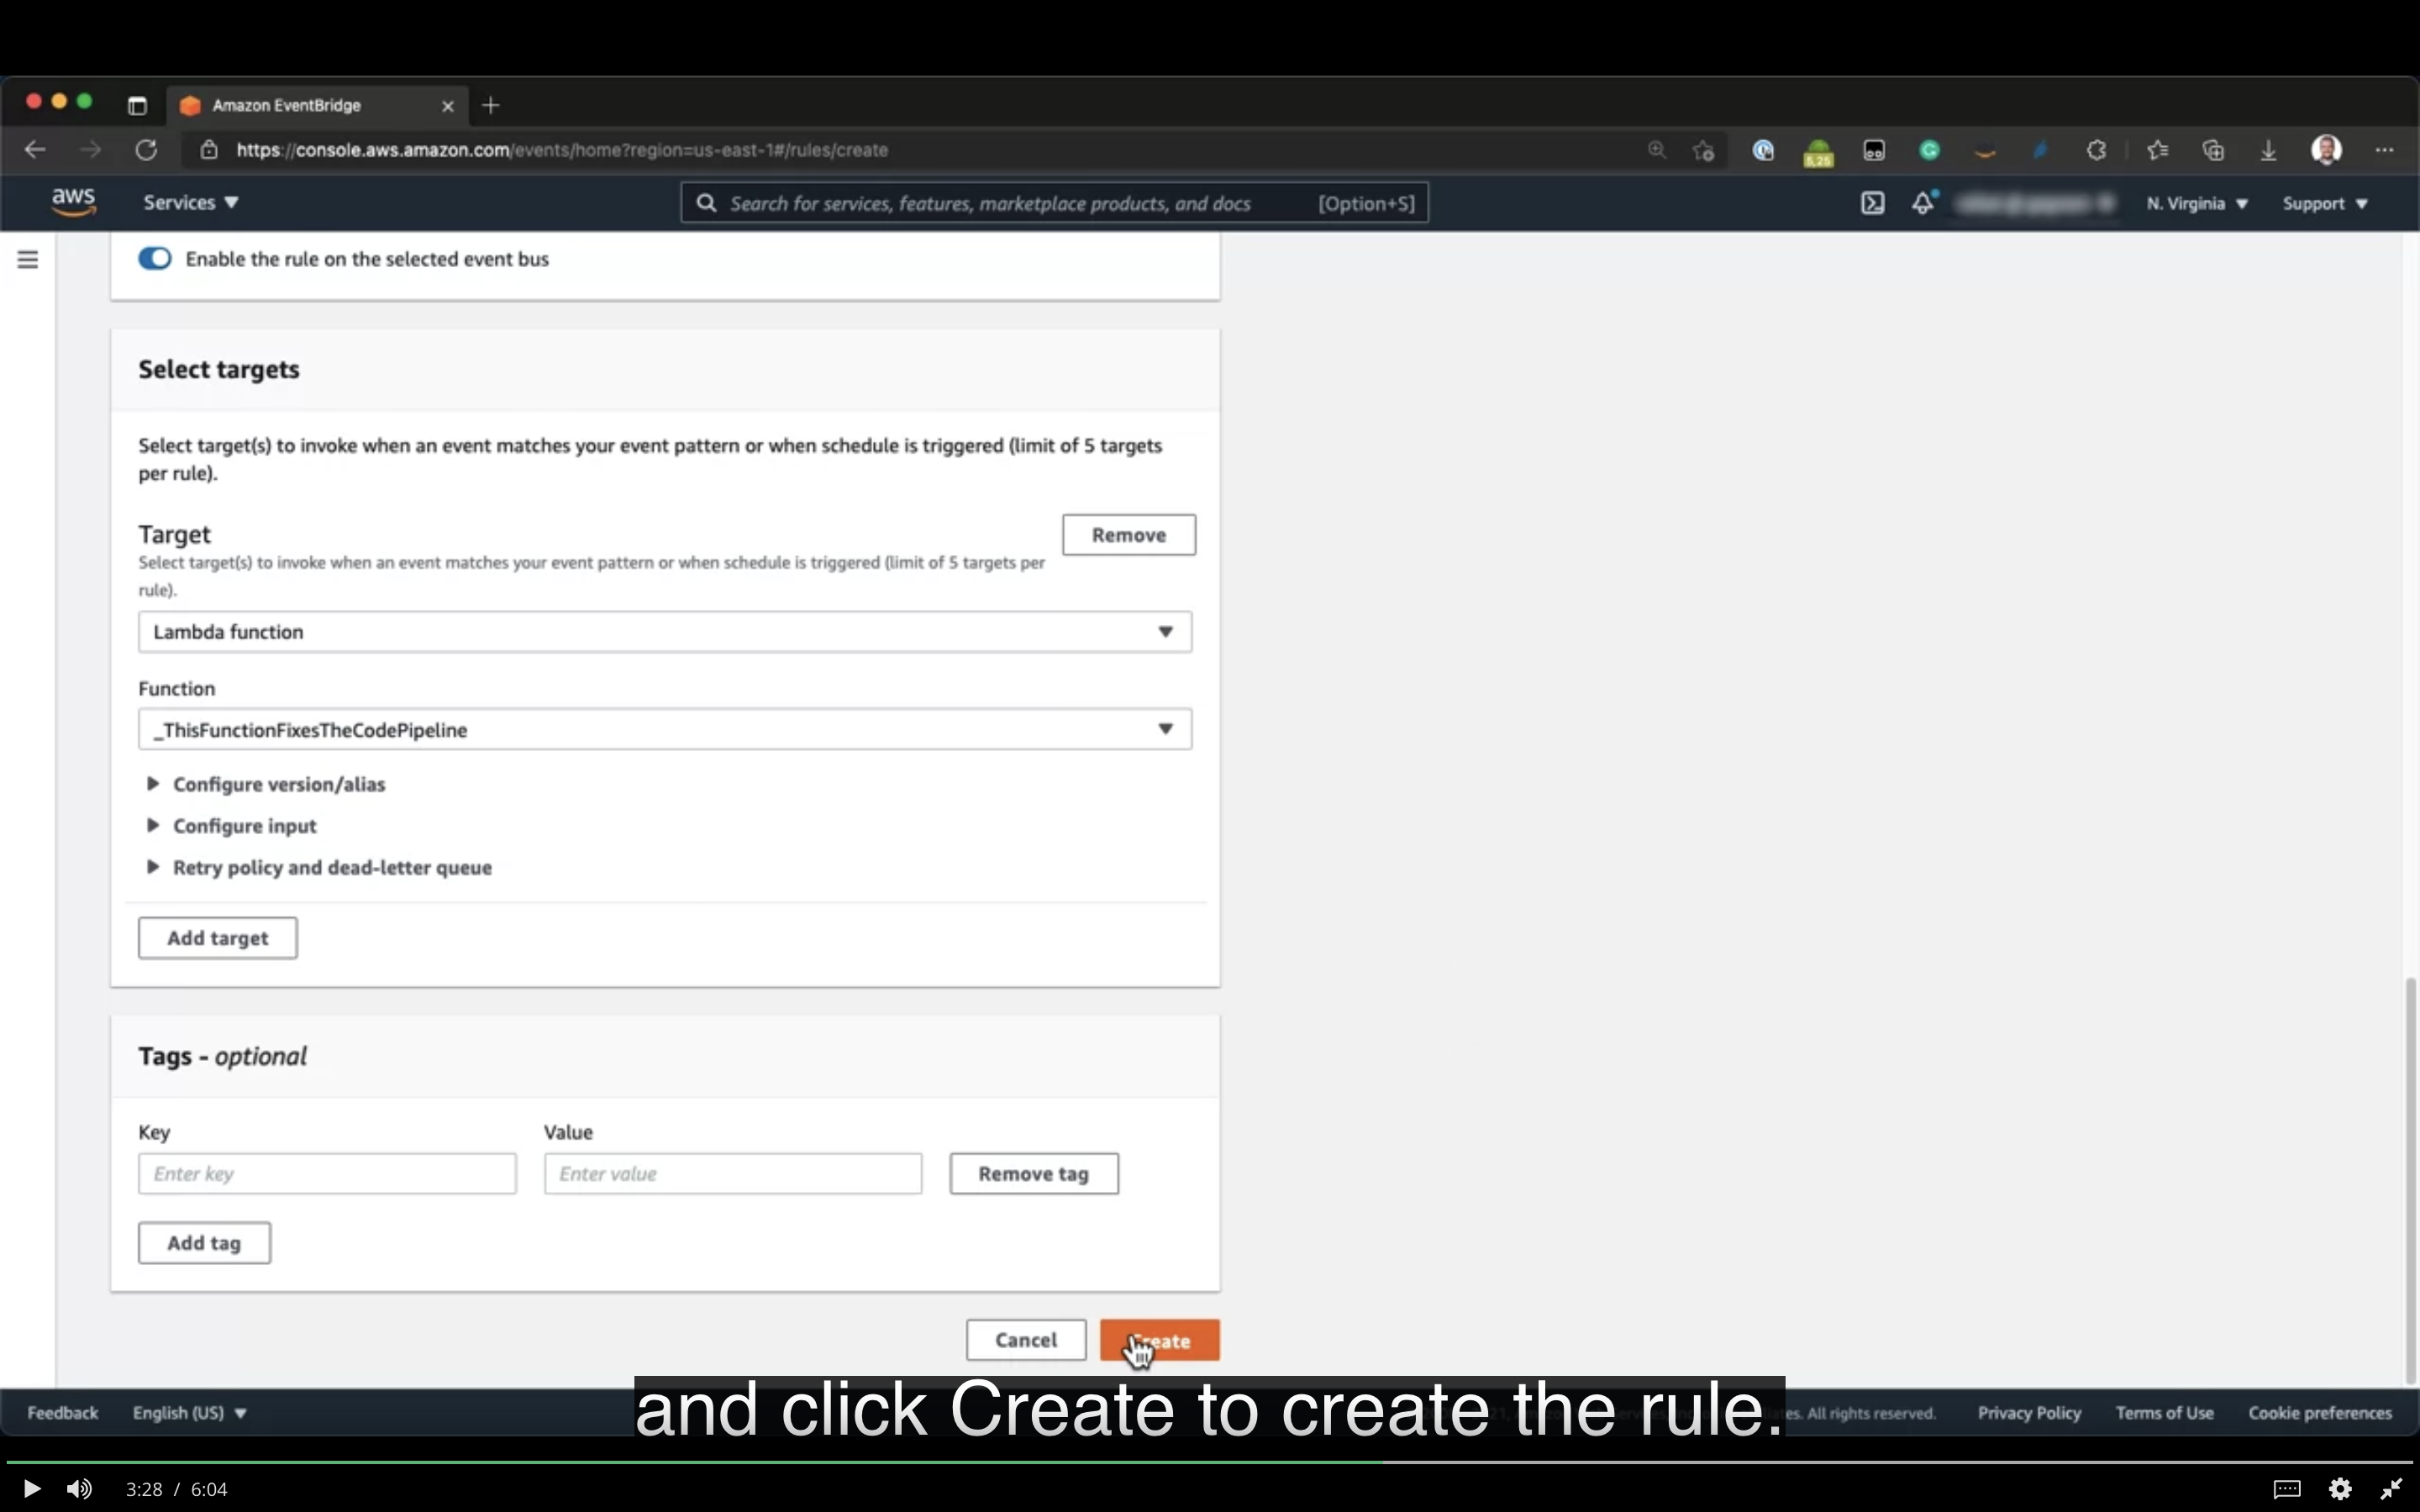 Amazon EventBridge
https://console.aws.amazon.com/events/home?region=us-east-1#/rules/create
5,25
aws
Services
Search for services, features, marketplace products, and docs
[Option+S]
N. Virginia
Support
Enable the rule on the selected event bus
Select targets
Select target(s) to invoke when an event matches your event pattern or when schedule is triggered (limit of 5 targets
per rule).
Target
Remove
Select target(s) to invoke when an event matches your event pattern or when schedule is triggered (limit of 5 targets per
rule).
Lambda function
Function
_ThisFunctionFixesTheCodePipeline
Configure version/alias
Configure input
Retry policy and dead-letter queue
Add target
Tags - optional
Key
Value
Enter key
Enter value
Remove tag
Add tag
Cancel
Create
and click Create to create the rule.
Feedback
English (US)
All rights reserved.
Privacy Policy
Terms of Use
Cookie preferences
3:28 / 6:04